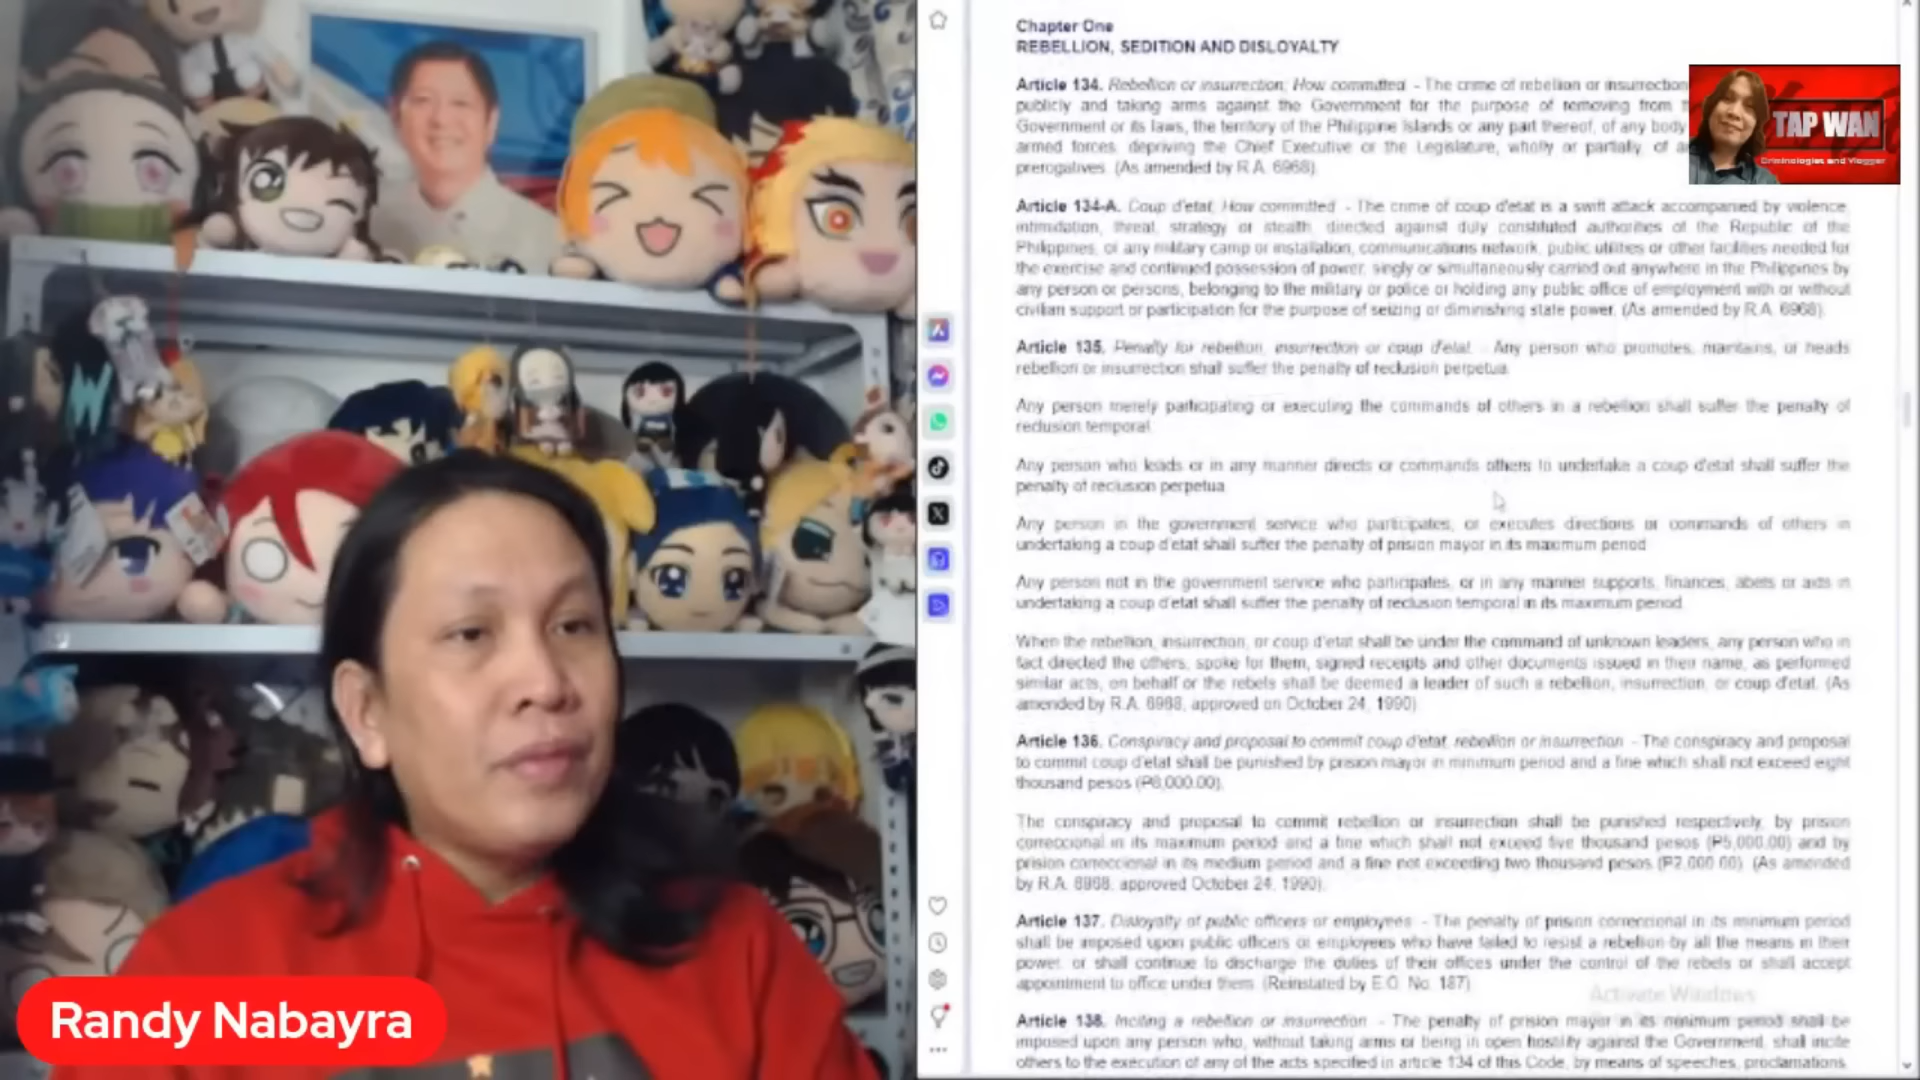 Chapter One
REBELLION, SEDITION AND DISLOYALTY
Article 134. Rebellion or insurrection; How committed. - The crime of rebellion or insurrection
publicly and taking arms against the Government for the purpose of removing from
Government or its laws, the territory of the Philippine Islands or any part thereof, of any body
armed forces, depriving the Chief Executive or the Legislature, wholly or partially, of
prerogatives. (As amended by R.A. 6968).
Article 134-A. Coup d'etat; How committed. - The crime of coup d'etat is a swift attack accompanied by violence,
intimidation, threat, strategy or stealth, directed against duly constituted authorities of the Republic of the
Philippines, or any military camp or installation, communications network, public utilities or other facilities needed for
the exercise and continued possession of power, singly or simultaneously carried out anywhere in the Philippines by
any person or persons, belonging to the military or police or holding any public office of employment with or without
civilian support or participation for the purpose of seizing or diminishing state power. (As amended by R.A. 6968).
Article 135. Penalty for rebellion, insurrection or coup d'etat. - Any person who promotes, maintains, or heads
rebellion or insurrection shall suffer the penalty of reclusion perpetua.
Any person merely participating or executing the commands of others in a rebellion shall suffer the penalty of
reclusion temporal.
Any person who leads or in any manner directs or commands others to undertake a coup d'etat shall suffer the
penalty of reclusion perpetua.
Any person in the government service who participates, or executes directions or commands of others in
undertaking a coup d'etat shall suffer the penalty of prision mayor in its maximum period.
Any person not in the government service who participates, or in any manner supports, finances, abets or aids in
undertaking a coup d'etat shall suffer the penalty of reclusion temporal in its maximum period.
When the rebellion, insurrection, or coup d'etat shall be under the command of unknown leaders, any person who in
fact directed the others, spoke for them, signed receipts and other documents issued in their name, as performed
similar acts, on behalf or the rebels shall be deemed a leader of such a rebellion, insurrection, or coup d'etat. (As
amended by R.A. 6968, approved on October 24, 1990).
Article 136. Conspiracy and proposal to commit coup d'etat, rebellion or insurrection. - The conspiracy and proposal
to commit coup d'etat shall be punished by prision mayor in minimum period and a fine which shall not exceed eight
thousand pesos (₱8,000.00).
The conspiracy and proposal to commit rebellion or insurrection shall be punished respectively, by prision
correccional in its maximum period and a fine which shall not exceed five thousand pesos (₱5,000.00) and by
prision correccional in its medium period and a fine not exceeding two thousand pesos (₱2,000.00). (As amended
by R.A. 6968, approved October 24, 1990).
Article 137. Disloyalty of public officers or employees. - The penalty of prision correccional in its minimum period
shall be imposed upon public officers or employees who have failed to resist a rebellion by all the means in their
power, or shall continue to discharge the duties of their offices under the control of the rebels or shall accept
appointment to office under them. (Reinstated by E.O. No. 187).
Activate Windows
Article 138. Inciting a rebellion or insurrection. - The penalty of prision mayor in its minimum period shall be
imposed upon any person who, without taking arms or being in open hostility against the Government, shall incite
others to the execution of any of the acts specified in article 134 of this Code, by means of speeches, proclamations,
TAP WAN
Criminologist and Vlogger
Randy Nabayra